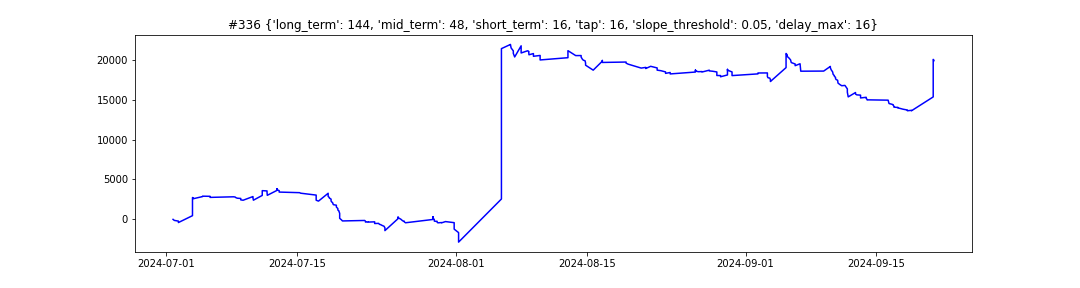 #336 {'long_term': 144, 'mid_term': 48, 'short_term': 16, 'tap': 16, 'slope_threshold': 0.05, 'delay_max': 16}
20000
15000
10000
5000
0
2024-07-01 2024-07-15 2024-08-01 2024-08-15 2024-09-01 2024-09-15